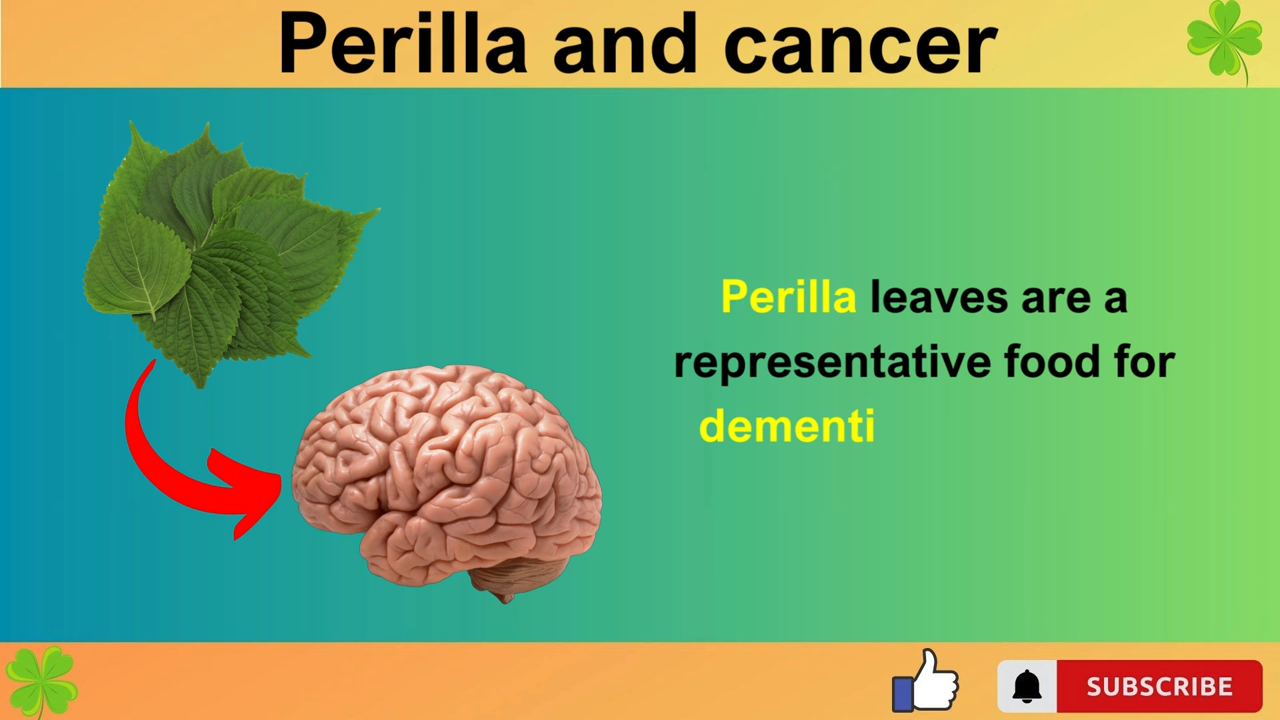 Perilla and cancer
Perilla leaves are a
representative food for
dementi
SUBSCRIBE